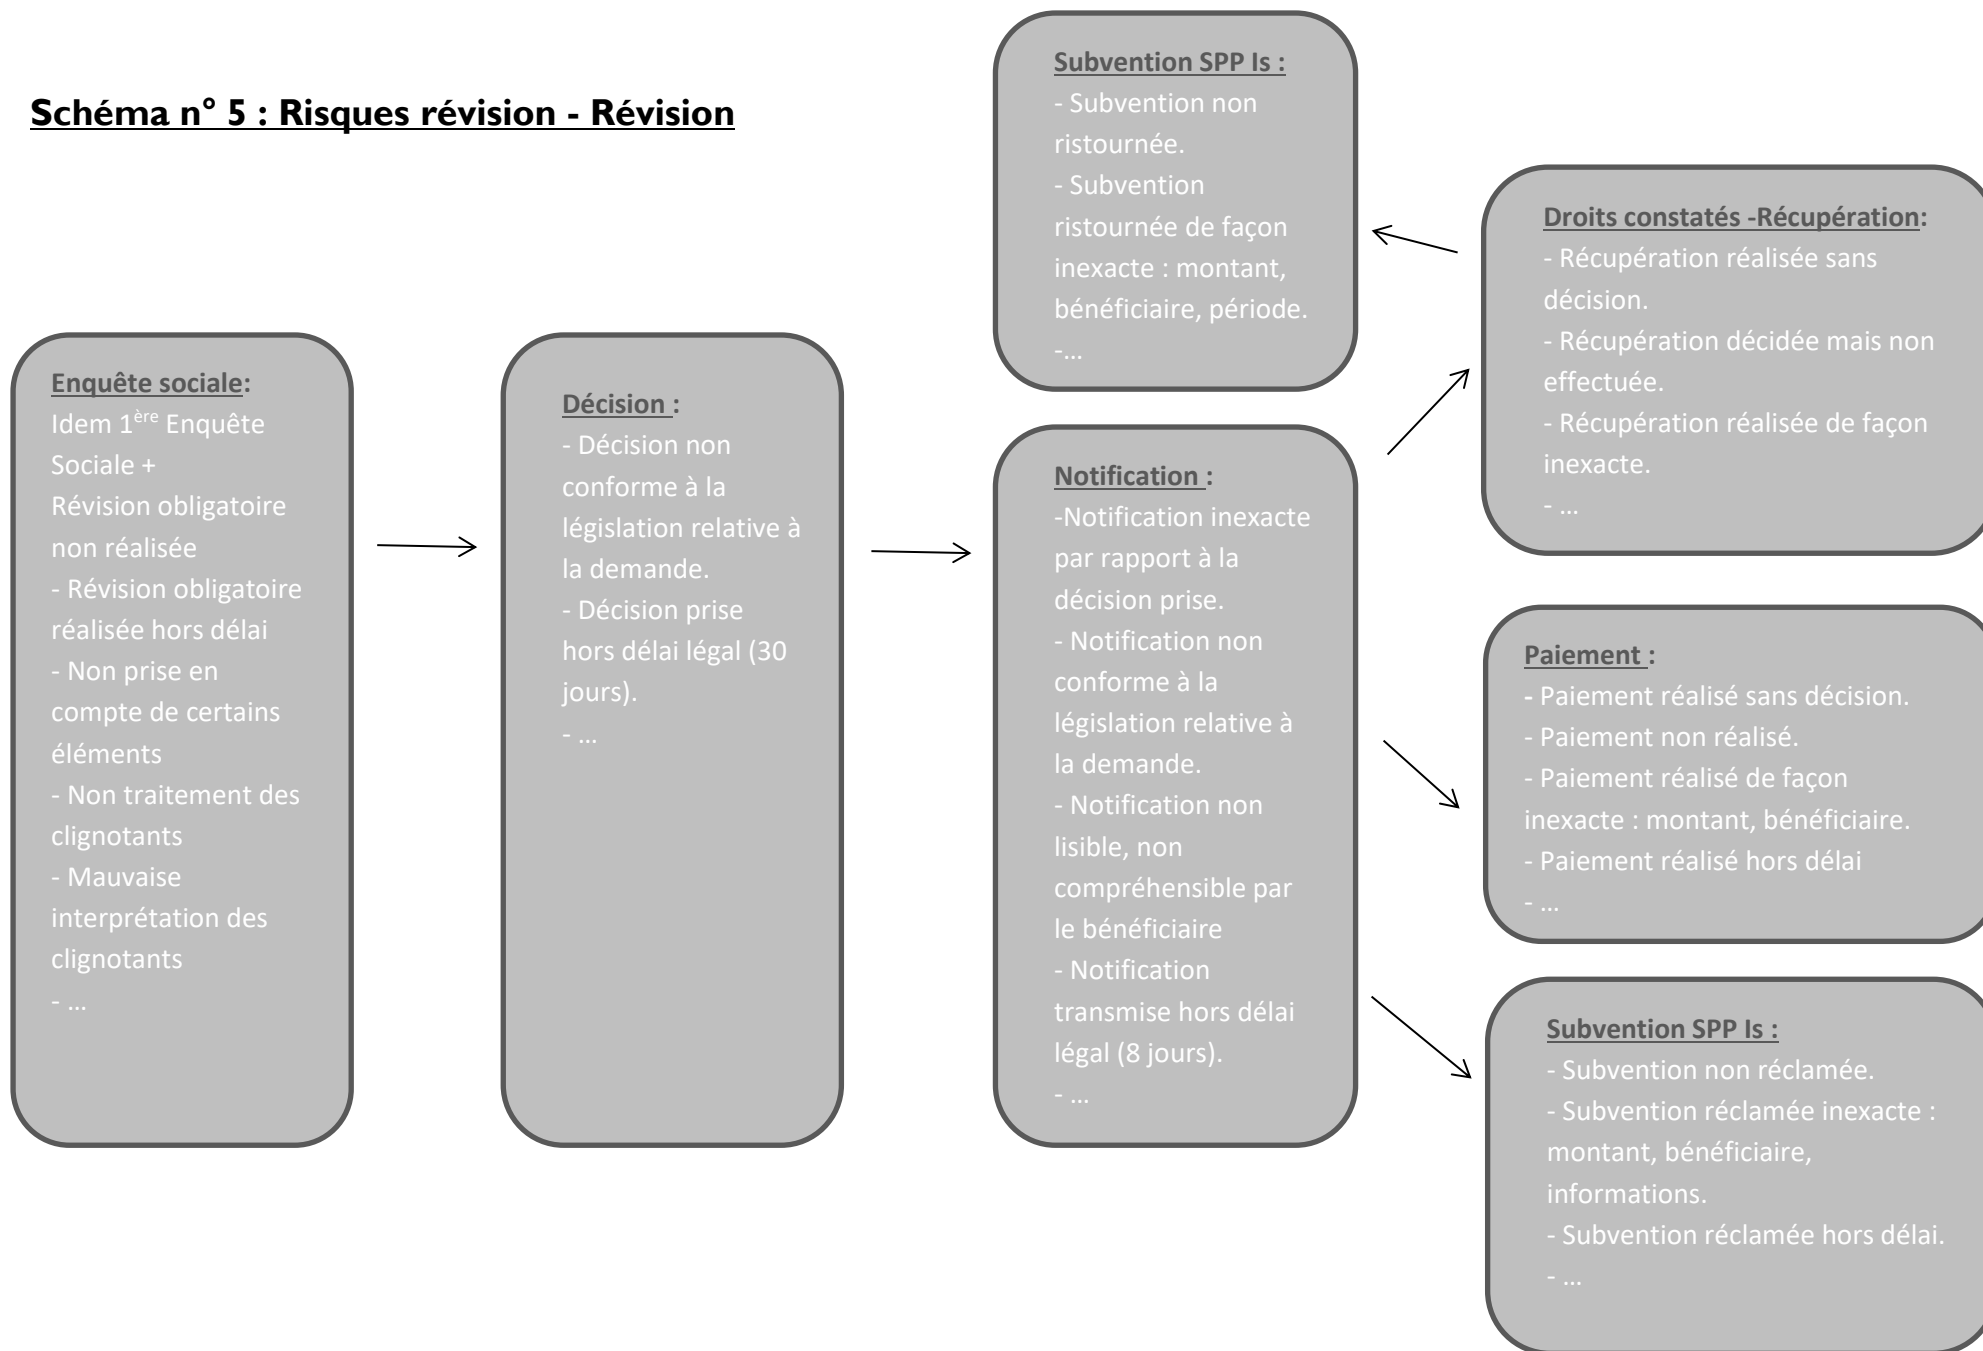 Schéma n° 5 : Risques révision - Révision
Enquête sociale:
Idem 1ère Enquête
Sociale +
Révision obligatoire
non réalisée
- Révision obligatoire
réalisée hors délai
- Non prise en
compte de certains
éléments
- Non traitement des
clignotants
- Mauvaise
interprétation des
clignotants
- ...
Décision :
- Décision non
conforme à la
législation relative à
la demande.
- Décision prise
hors délai légal (30
jours).
- ...
Subvention SPP Is :
- Subvention non
ristournée.
- Subvention
ristournée de façon
inexacte : montant,
bénéficiaire, période.
-...
Notification :
-Notification inexacte
par rapport à la
décision prise.
- Notification non
conforme à la
législation relative à
la demande.
- Notification non
lisible, non
compréhensible par
le bénéficiaire
- Notification
transmise hors délai
légal (8 jours).
- ...
Droits constatés -Récupération:
- Récupération réalisée sans
décision.
- Récupération décidée mais non
effectuée.
- Récupération réalisée de façon
inexacte.
- ...
Paiement :
- Paiement réalisé sans décision.
- Paiement non réalisé.
- Paiement réalisé de façon
inexacte : montant, bénéficiaire.
- Paiement réalisé hors délai
- ...
Subvention SPP Is :
- Subvention non réclamée.
- Subvention réclamée inexacte :
montant, bénéficiaire,
informations.
- Subvention réclamée hors délai.
- ...